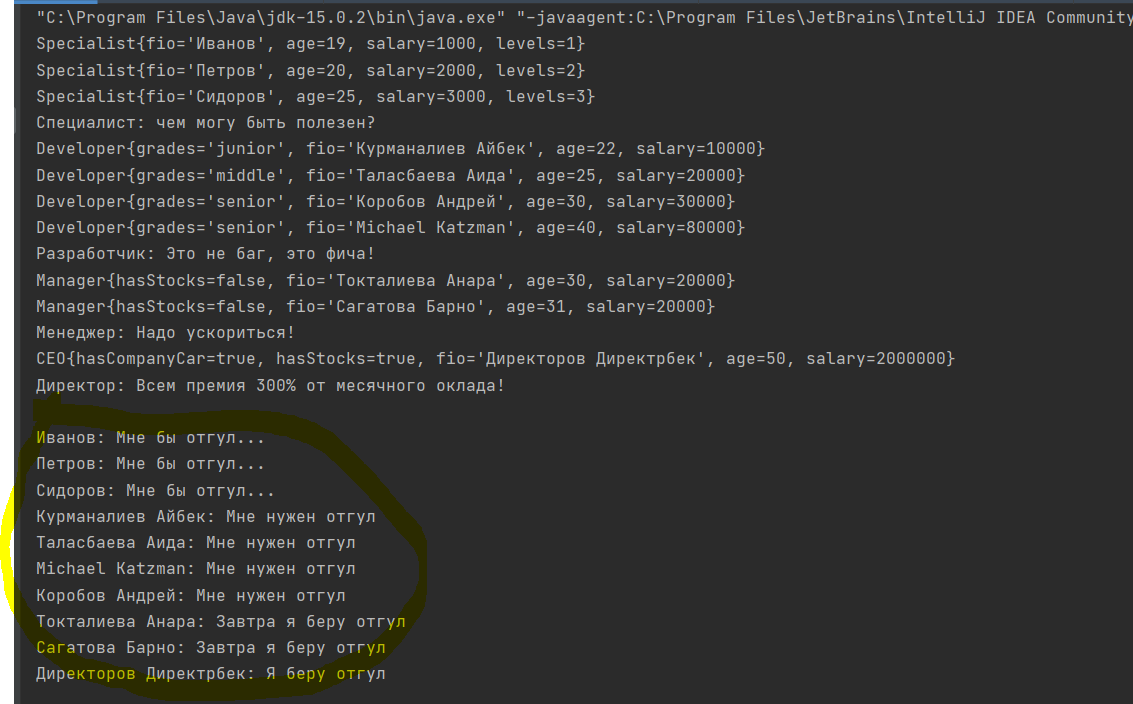 "C:\Program Files\Java\jdk-15.0.2\bin\java.exe" "-javaagent:C:\Program Files\JetBrains\IntelliJ IDEA Community
Specialist{fio='Иванов', age=19, salary=1000, levels=1}
Specialist{fio='Петров', age=20, salary=2000, levels=2}
Specialist{fio='Сидоров', age=25, salary=3000, levels=3}
Специалист: чем могу быть полезен?
Developer{grades='junior', fio='Курманалиев Айбек', age=22, salary=10000}
Developer{grades='middle', fio='Таласбаева Аида', age=25, salary=20000}
Developer{grades='senior', fio='Коробов Андрей', age=30, salary=30000}
Developer{grades='senior', fio='Michael Katzman', age=40, salary=80000}
Разработчик: Это не баг, это фича!
Manager{hasStocks=false, fio='Токталиева Анара', age=30, salary=20000}
Manager{hasStocks=false, fio='Сагатова Барно', age=31, salary=20000}
Менеджер: Надо ускориться!
CEO{hasCompanyCar=true, hasStocks=true, fio='Директоров Директрбек', age=50, salary=2000000}
Директор: Всем премия 300% от месячного оклада!
Иванов: Мне бы отгул...
Петров: Мне бы отгул...
Сидоров: Мне бы отгул...
Курманалиев Айбек: Мне нужен отгул
Таласбаева Аида: Мне нужен отгул
Michael Katzman: Мне нужен отгул
Коробов Андрей: Мне нужен отгул
Токталиева Анара: Завтра я беру отгул
Сагатова Барно: Завтра я беру отгул
Директоров Директрбек: Я беру отгул